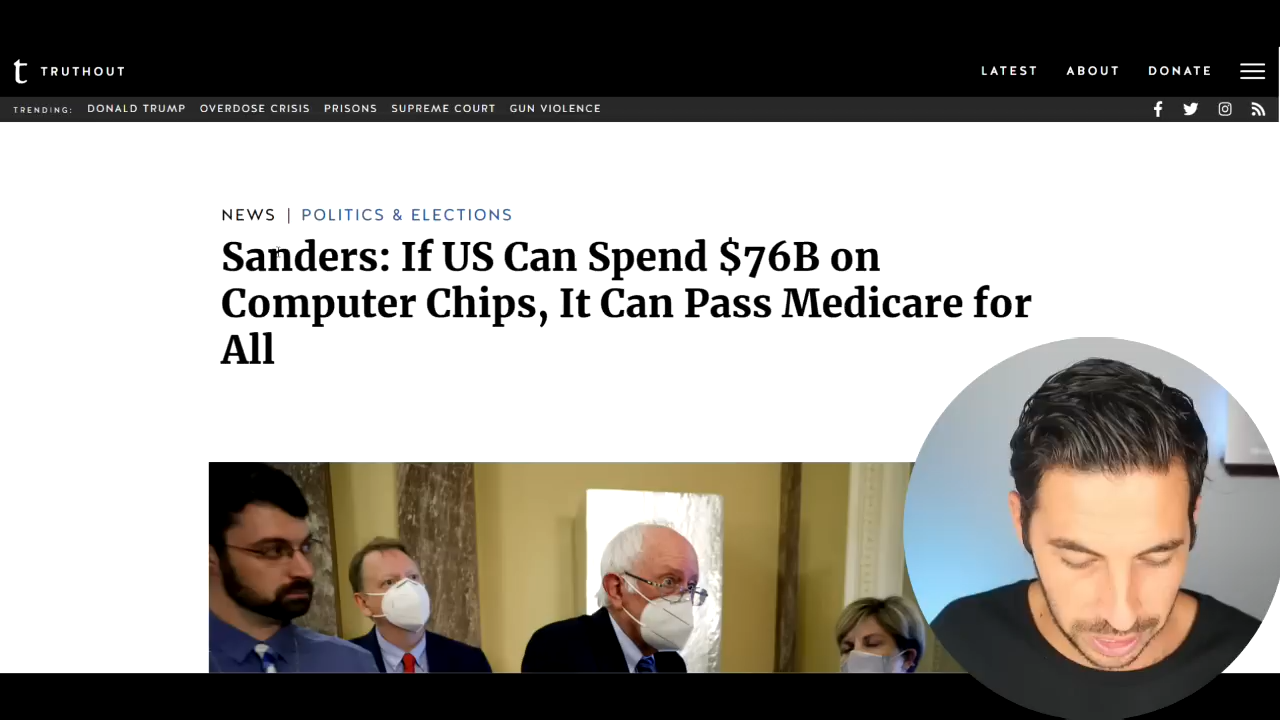 t TRUTHOUT
LATEST ABOUT DONATE
TRENDING: DONALD TRUMP OVERDOSE CRISIS PRISONS SUPREME COURT GUN VIOLENCE
NEWS | POLITICS & ELECTIONS
Sanders: If US Can Spend $76B on
Computer Chips, It Can Pass Medicare for
All